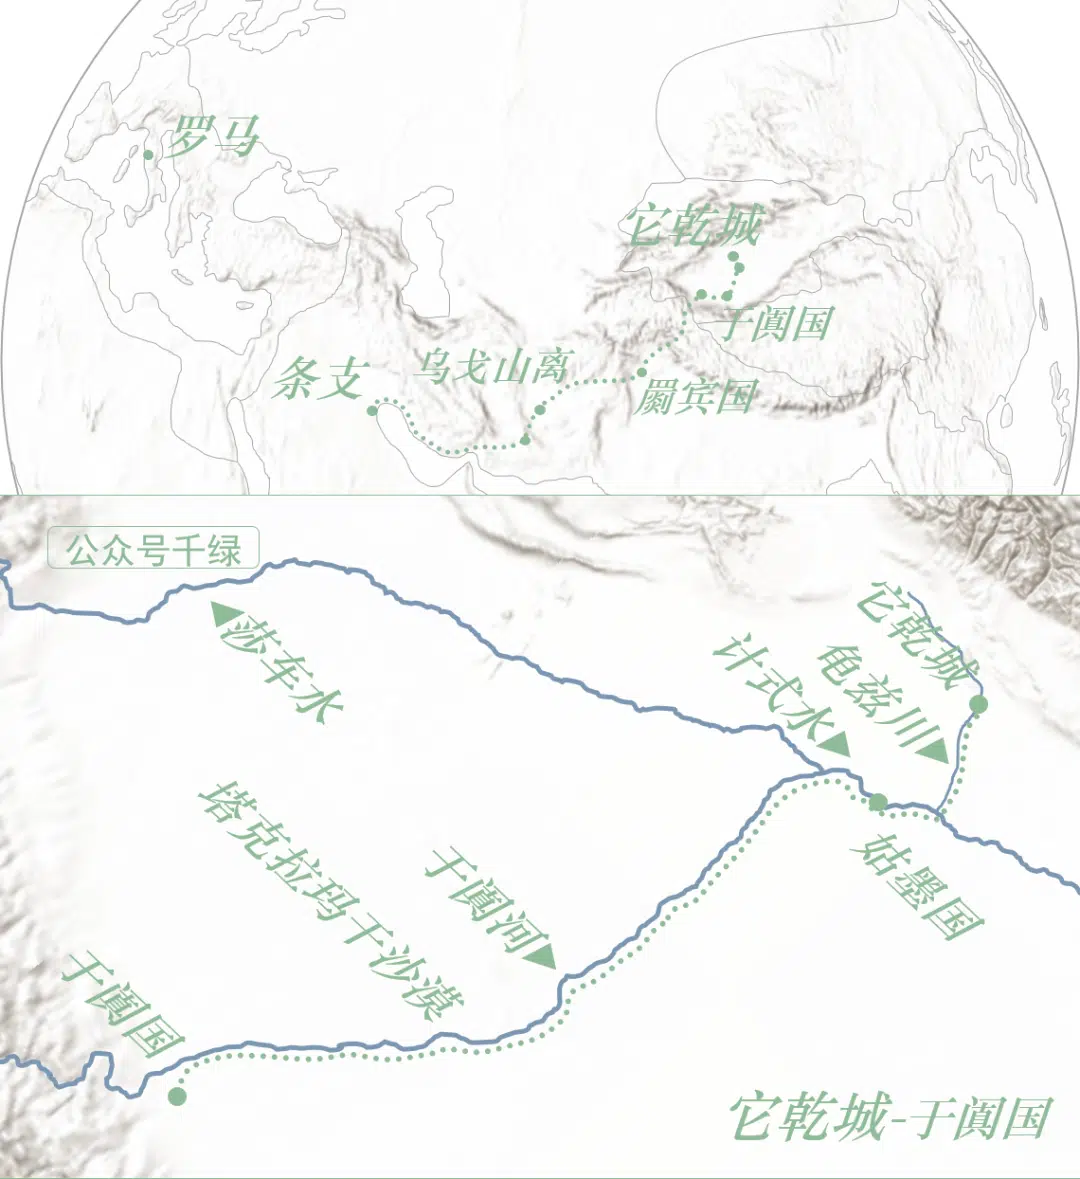 罗马
它乾城
于阗国
乌戈山离
条支
罽宾国
公众号千绿
莎车水
它乾城
龟兹川
计式水
姑墨国
塔克拉玛干沙漠
于阗河
于阗国
它乾城-于阗国